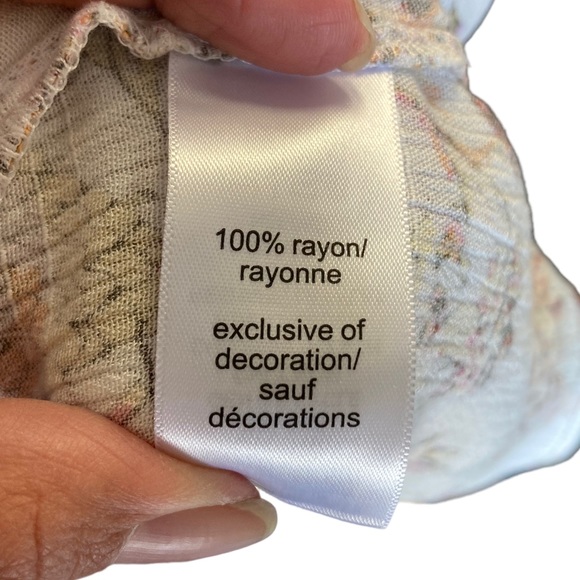 100% rayon/
rayonne
exclusive of
decoration/
sauf
décorations